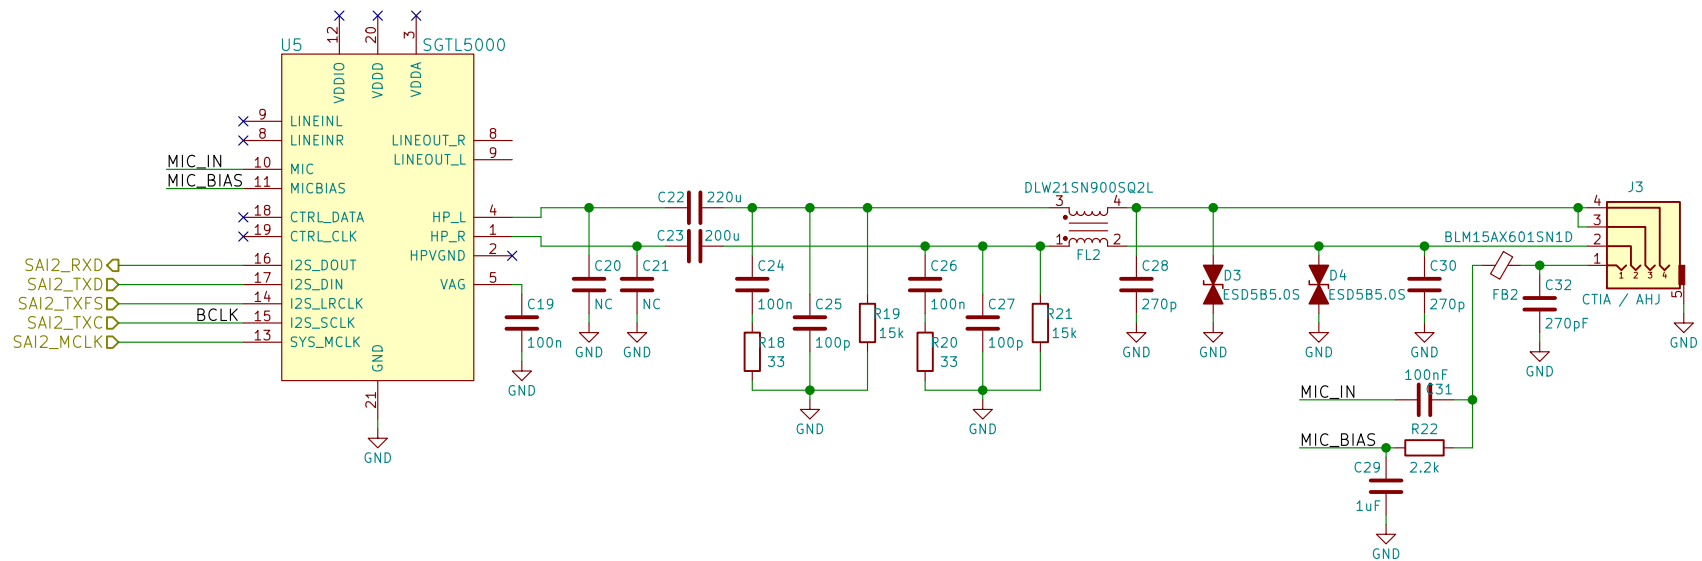 12
20
3
U5
SGTL5000
VDDIO
VDDD
VDDA
9
LINEINL
8
LINEINR
LINEOUT_R
8
LINEOUT_L
9
MIC_IN
10
MIC
MIC_BIAS
11
MICBIAS
18
CTRL_DATA
HP_L
4
19
CTRL_CLK
HP_R
1
HPVGND
2
SAI2_RXD
16
I2S_DOUT
SAI2_TXD
17
I2S_DIN
VAG
5
SAI2_TXFS
14
I2S_LRCLK
SAI2_TXC
BCLK
15
I2S_SCLK
SAI2_MCLK
13
SYS_MCLK
GND
21
GND
C19
100n
GND
C20
NC
GND
C21
NC
GND
C22
220u
C23
200u
C24
100n
R18
33
C25
100p
R19
15k
GND
C26
100n
R20
33
C27
100p
R21
15k
GND
DLW21SN900SQ2L
3
4
1
2
FL2
C28
270p
GND
D3
ESD5B5.0S
GND
D4
ESD5B5.0S
GND
C30
270p
GND
BLM15AX601SN1D
FB2
C32
270pF
GND
J3
4
3
2
1
1
2
3
4
CTIA / AHJ
5
GND
MIC_IN
100nF
C31
MIC_BIAS
R22
2.2k
C29
1uF
GND